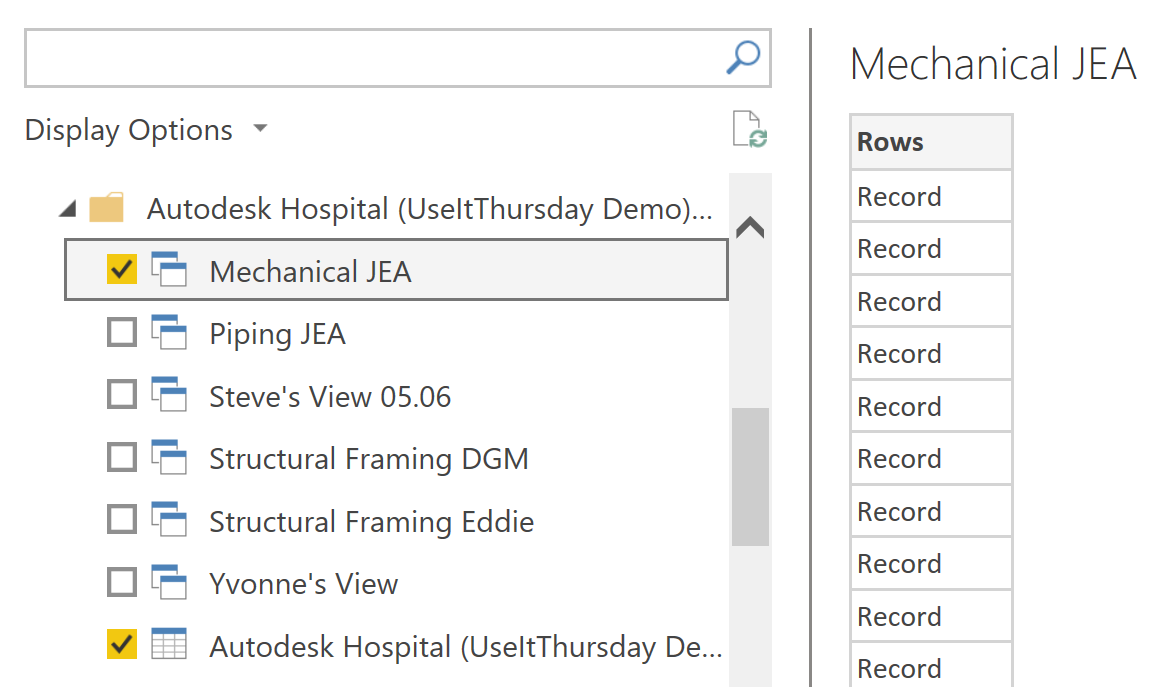 Display Options
Autodesk Hospital (UseItThursday Demo)...
Mechanical JEA
Piping JEA
Steve's View 05.06
Structural Framing DGM
Structural Framing Eddie
Yvonne's View
Autodesk Hospital (UseItThursday De...
Mechanical JEA
Rows
Record
Record
Record
Record
Record
Record
Record
Record
Record
Record